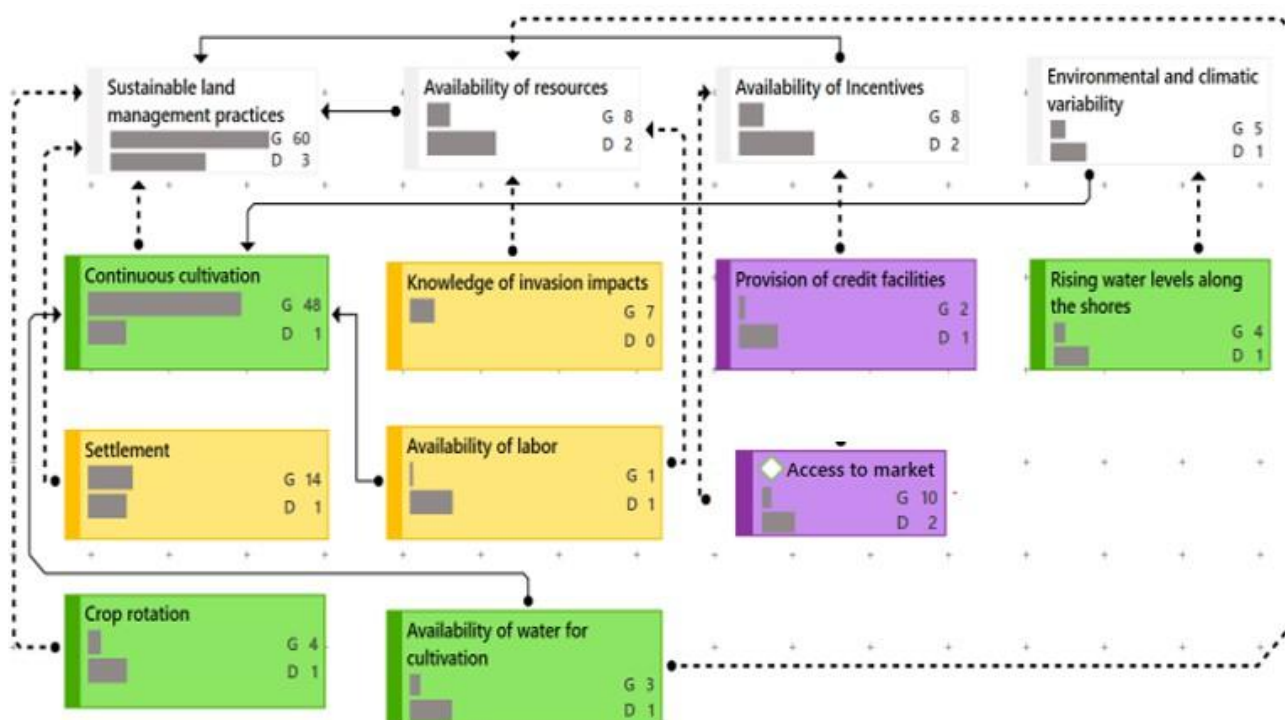 Sustainable land
management practices
G 60
D 3
Availability of resources
G 8
D 2
Availability of Incentives
G 8
D 2
Environmental and climatic
variability
G 5
D 1
Continuous cultivation
G 48
D 1
Knowledge of invasion impacts
G 7
D 0
Provision of credit facilities
G 2
D 1
Rising water levels along
the shores
G 4
D 1
Settlement
G 14
D 1
Availability of labor
G 1
D 1
Access to market
G 10
D 2
Crop rotation
G 4
D 1
Availability of water for
cultivation
G 3
D 1